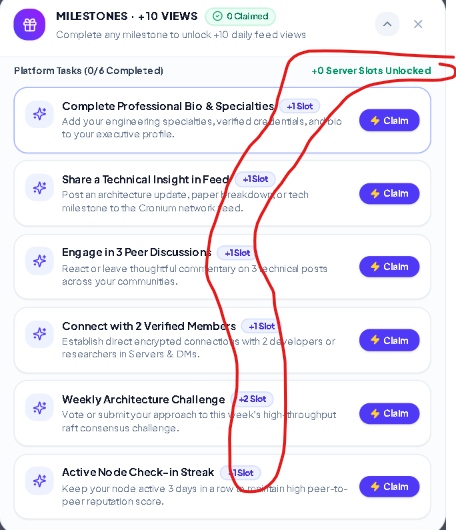 MILESTONES · +10 VIEWS 0 Claimed
Complete any milestone to unlock +10 daily feed views
Platform Tasks (0/6 Completed) +0 Server Slots Unlocked
Complete Professional Bio & Specialties +1 Slot
Add your engineering specialties, verified credentials, and bio
to your executive profile.
Claim
Share a Technical Insight in Feed +1 Slot
Post an architecture update, paper breakdown, or tech
milestone to the Cronium network feed.
Claim
Engage in 3 Peer Discussions +1 Slot
React or leave thoughtful commentary on 3 technical posts
across your communities.
Claim
Connect with 2 Verified Members +1 Slot
Establish direct encrypted connections with 2 developers or
researchers in Servers & DMs.
Claim
Weekly Architecture Challenge +2 Slot
Vote or submit your approach to this week's high-throughput
raft consensus challenge.
Claim
Active Node Check-in Streak +1 Slot
Keep your node active 3 days in a row to maintain high peer-to-
peer reputation score.
Claim